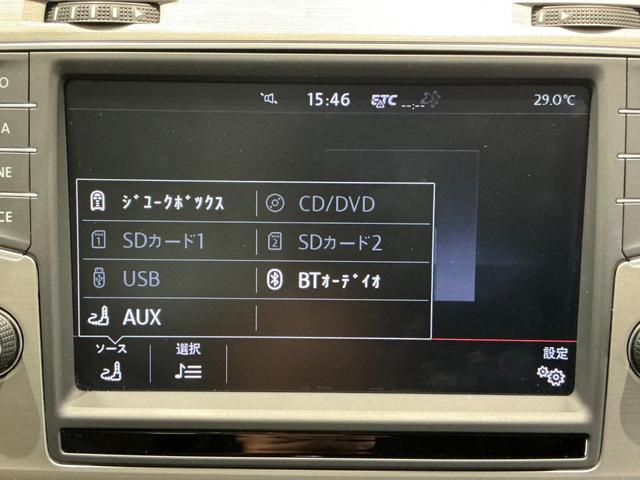 15:46 ETC --:-- 29.0°C
ｼﾞｭｰｸﾎﾞｯｸｽ CD/DVD
1 SDカード1 2 SDカード2
USB BTｵｰﾃﾞｨｵ
AUX
ソース 選択 設定